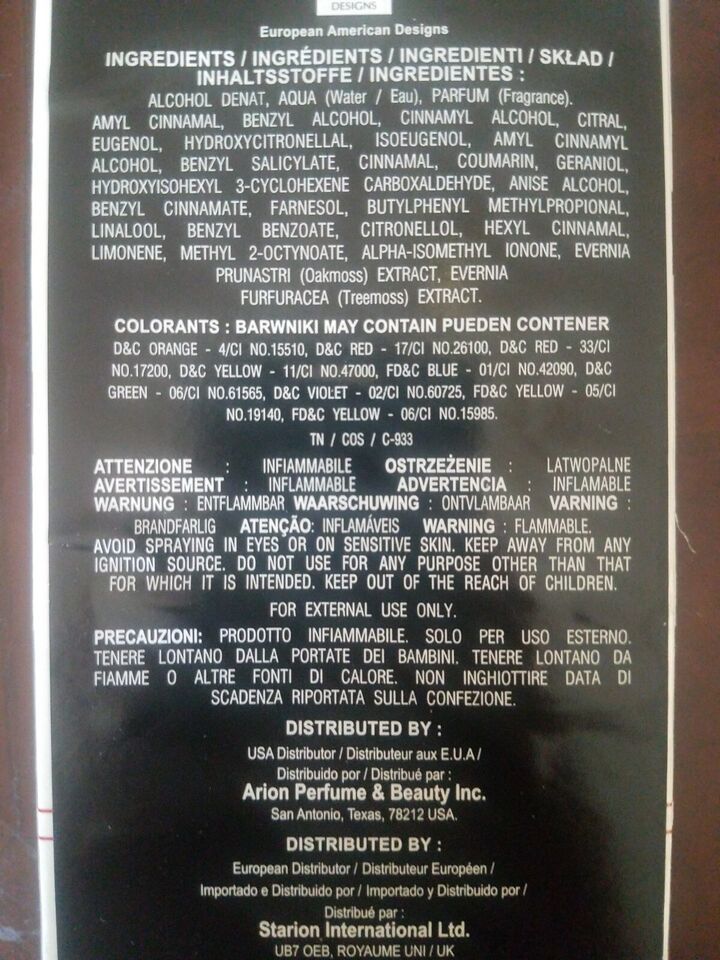 DESIGNS
European American Designs
INGREDIENTS / INGRÉDIENTS / INGREDIENTI / SKŁAD /
INHALTSSTOFFE / INGREDIENTES :
ALCOHOL DENAT, AQUA (Water / Eau), PARFUM (Fragrance).
AMYL CINNAMAL, BENZYL ALCOHOL, CINNAMYL ALCOHOL, CITRAL,
EUGENOL, HYDROXYCITRONELLAL, ISOEUGENOL, AMYL CINNAMYL
ALCOHOL, BENZYL SALICYLATE, CINNAMAL, COUMARIN, GERANIOL,
HYDROXYISOHEXYL 3-CYCLOHEXENE CARBOXALDEHYDE, ANISE ALCOHOL,
BENZYL CINNAMATE, FARNESOL, BUTYLPHENYL METHYLPROPIONAL,
LINALOOL, BENZYL BENZOATE, CITRONELLOL, HEXYL CINNAMAL,
LIMONENE, METHYL 2-OCTYNOATE, ALPHA-ISOMETHYL IONONE, EVERNIA
PRUNASTRI (Oakmoss) EXTRACT, EVERNIA
FURFURACEA (Treemoss) EXTRACT.
COLORANTS : BARWNIKI MAY CONTAIN PUEDEN CONTENER
D&C ORANGE - 4/CI NO.15510, D&C RED - 17/CI NO.26100, D&C RED - 33/CI
NO.17200, D&C YELLOW - 11/CI NO.47000, FD&C BLUE - 01/CI NO.42090, D&C
GREEN - 06/CI NO.61565, D&C VIOLET - 02/CI NO.60725, FD&C YELLOW - 05/CI
NO.19140, FD&C YELLOW - 06/CI NO.15985.
TN / COS / C-933
ATTENZIONE : INFIAMMABILE OSTRZEŻENIE : LATWOPALNE
AVERTISSEMENT : INFLAMMABLE ADVERTENCIA : INFLAMABLE
WARNUNG : ENTFLAMMBAR WAARSCHUWING : ONTVLAMBAAR VARNING :
BRANDFARLIG ATENÇÃO: INFLAMÁVEIS WARNING : FLAMMABLE.
AVOID SPRAYING IN EYES OR ON SENSITIVE SKIN. KEEP AWAY FROM ANY
IGNITION SOURCE. DO NOT USE FOR ANY PURPOSE OTHER THAN THAT
FOR WHICH IT IS INTENDED. KEEP OUT OF THE REACH OF CHILDREN.
FOR EXTERNAL USE ONLY.
PRECAUZIONI: PRODOTTO INFIAMMABILE. SOLO PER USO ESTERNO.
TENERE LONTANO DALLA PORTATE DEI BAMBINI. TENERE LONTANO DA
FIAMME O ALTRE FONTI DI CALORE. NON INGHIOTTIRE DATA DI
SCADENZA RIPORTATA SULLA CONFEZIONE.
DISTRIBUTED BY :
USA Distributor / Distributeur aux E.U.A /
Distribuido por / Distribué par :
Arion Perfume & Beauty Inc.
San Antonio, Texas, 78212 USA.
DISTRIBUTED BY :
European Distributor / Distributeur Européen /
Importado e Distribuido por / Importado y Distribuido por /
Distribué par :
Starion International Ltd.
UB7 OEB, ROYAUME UNI / UK